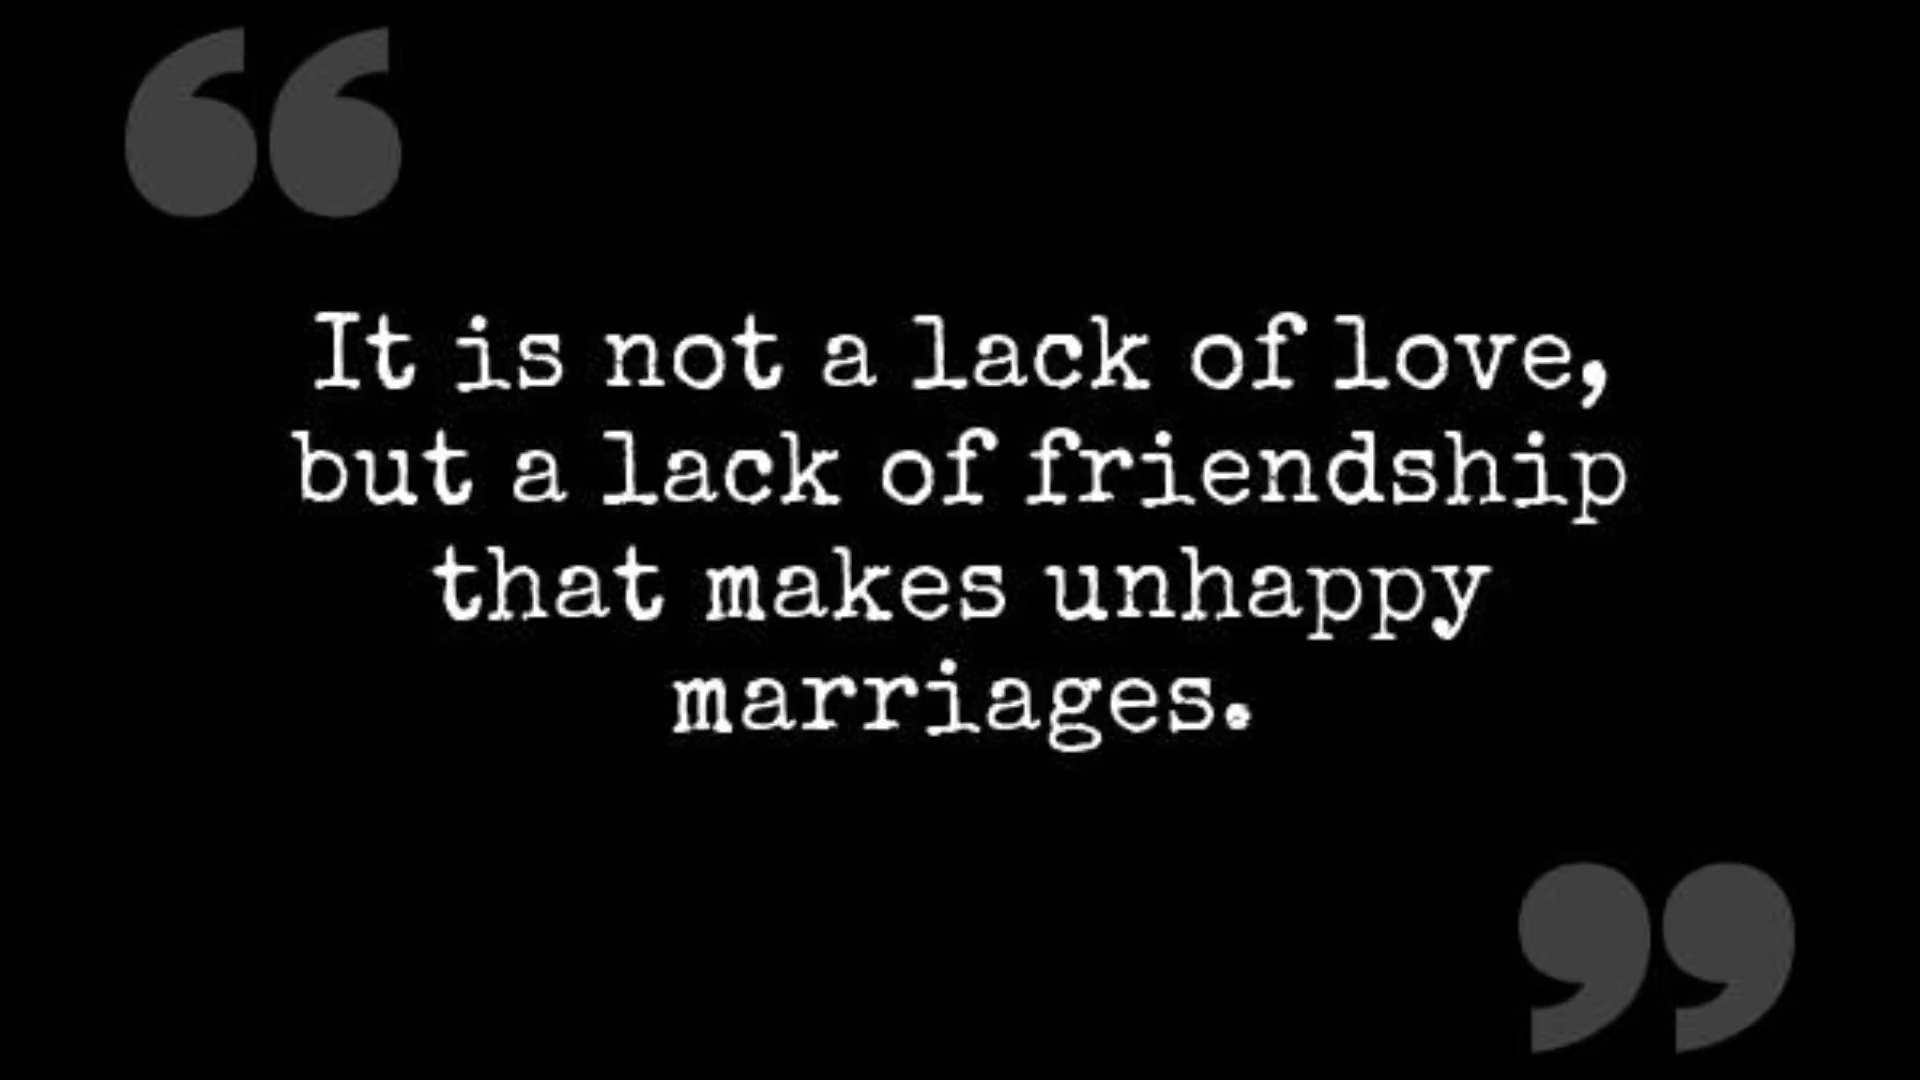 “
It is not a lack of love,
but a lack of friendship
that makes unhappy
marriages.
”